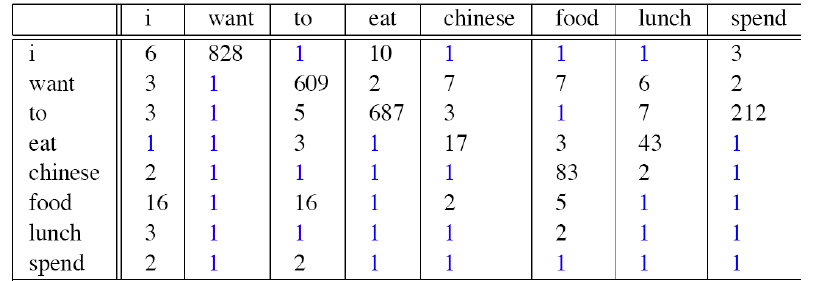 i want to eat chinese food lunch spend
i 6 828 1 10 1 1 1 3
want 3 1 609 2 7 7 6 2
to 3 1 5 687 3 1 7 212
eat 1 1 3 1 17 3 43 1
chinese 2 1 1 1 1 83 2 1
food 16 1 16 1 2 5 1 1
lunch 3 1 1 1 1 2 1 1
spend 2 1 2 1 1 1 1 1